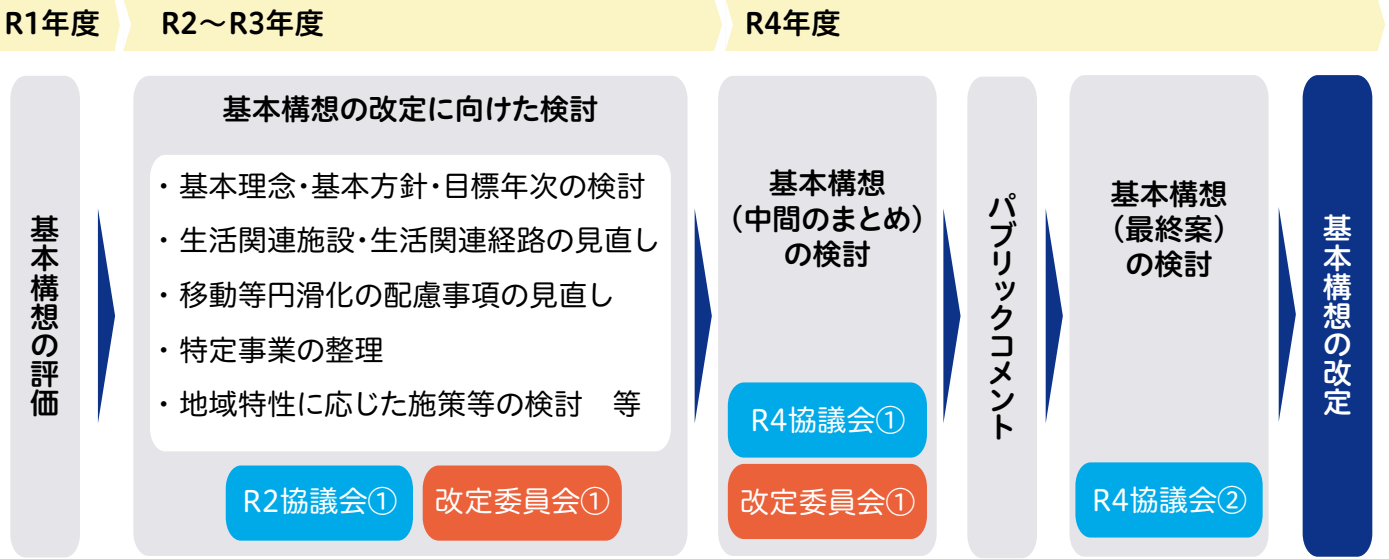 R1年度
R2〜R3年度
R4年度
基本構想の評価
基本構想の改定に向けた検討
・基本理念・基本方針・目標年次の検討
・生活関連施設・生活関連経路の見直し
・移動等円滑化の配慮事項の見直し
・特定事業の整理
・地域特性に応じた施策等の検討　等
R2協議会①
改定委員会①
基本構想
（中間のまとめ）
の検討
R4協議会①
改定委員会①
パブリックコメント
基本構想
（最終案）
の検討
R4協議会②
基本構想の改定